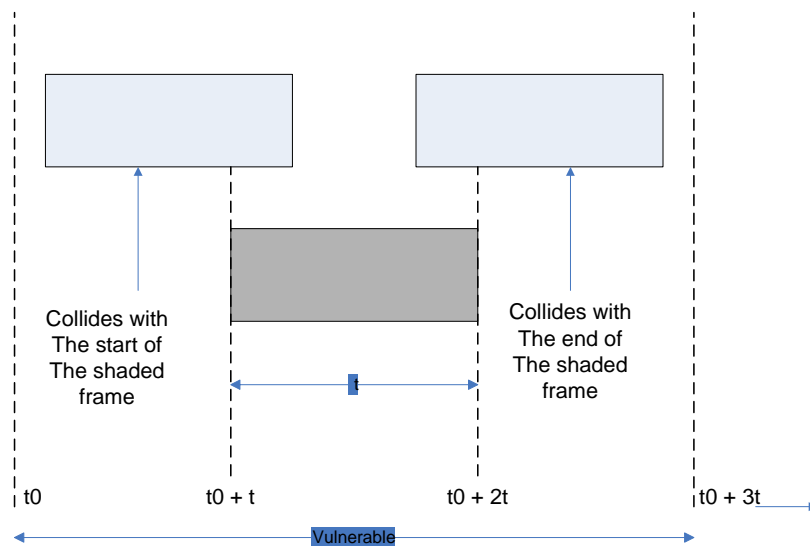 Collides with
The start of
The shaded
frame
Collides with
The end of
The shaded
frame
t
t0
t0 + t
t0 + 2t
t0 + 3t
Vulnerable